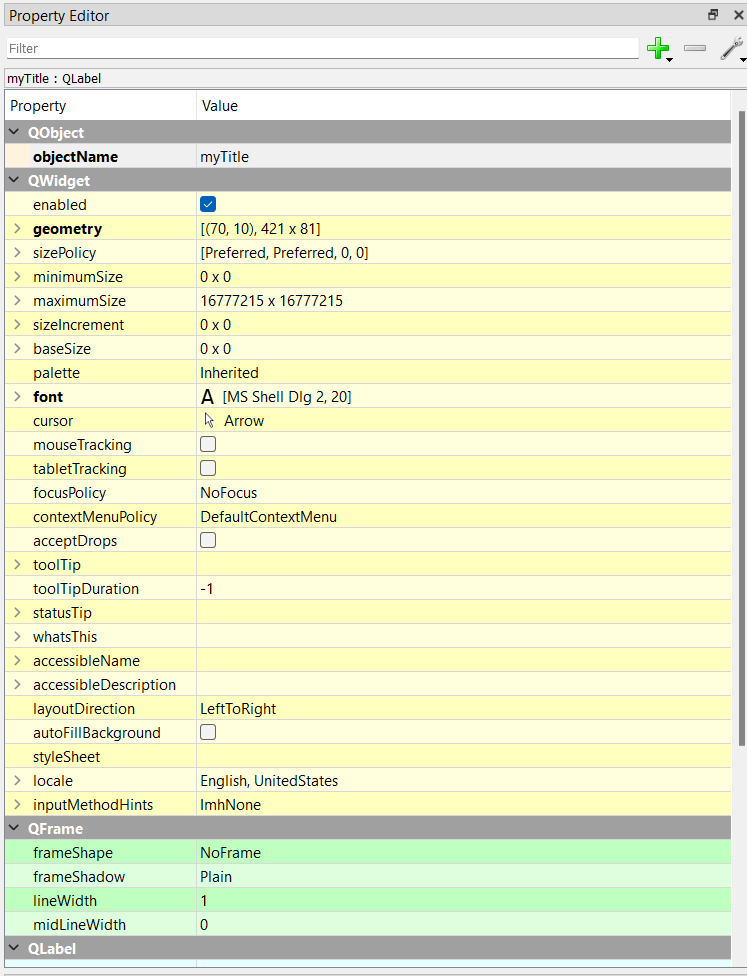 Property Editor
Filter
myTitle : QLabel
Property Value
QObject
objectName myTitle
QWidget
enabled
geometry [(70, 10), 421 x 81]
sizePolicy [Preferred, Preferred, 0, 0]
minimumSize 0 x 0
maximumSize 16777215 x 16777215
sizeIncrement 0 x 0
baseSize 0 x 0
palette Inherited
font A [MS Shell Dlg 2, 20]
cursor Arrow
mouseTracking
tabletTracking
focusPolicy NoFocus
contextMenuPolicy DefaultContextMenu
acceptDrops
toolTip
toolTipDuration -1
statusTip
whatsThis
accessibleName
accessibleDescription
layoutDirection LeftToRight
autoFillBackground
styleSheet
locale English, UnitedStates
inputMethodHints ImhNone
QFrame
frameShape NoFrame
frameShadow Plain
lineWidth 1
midLineWidth 0
QLabel